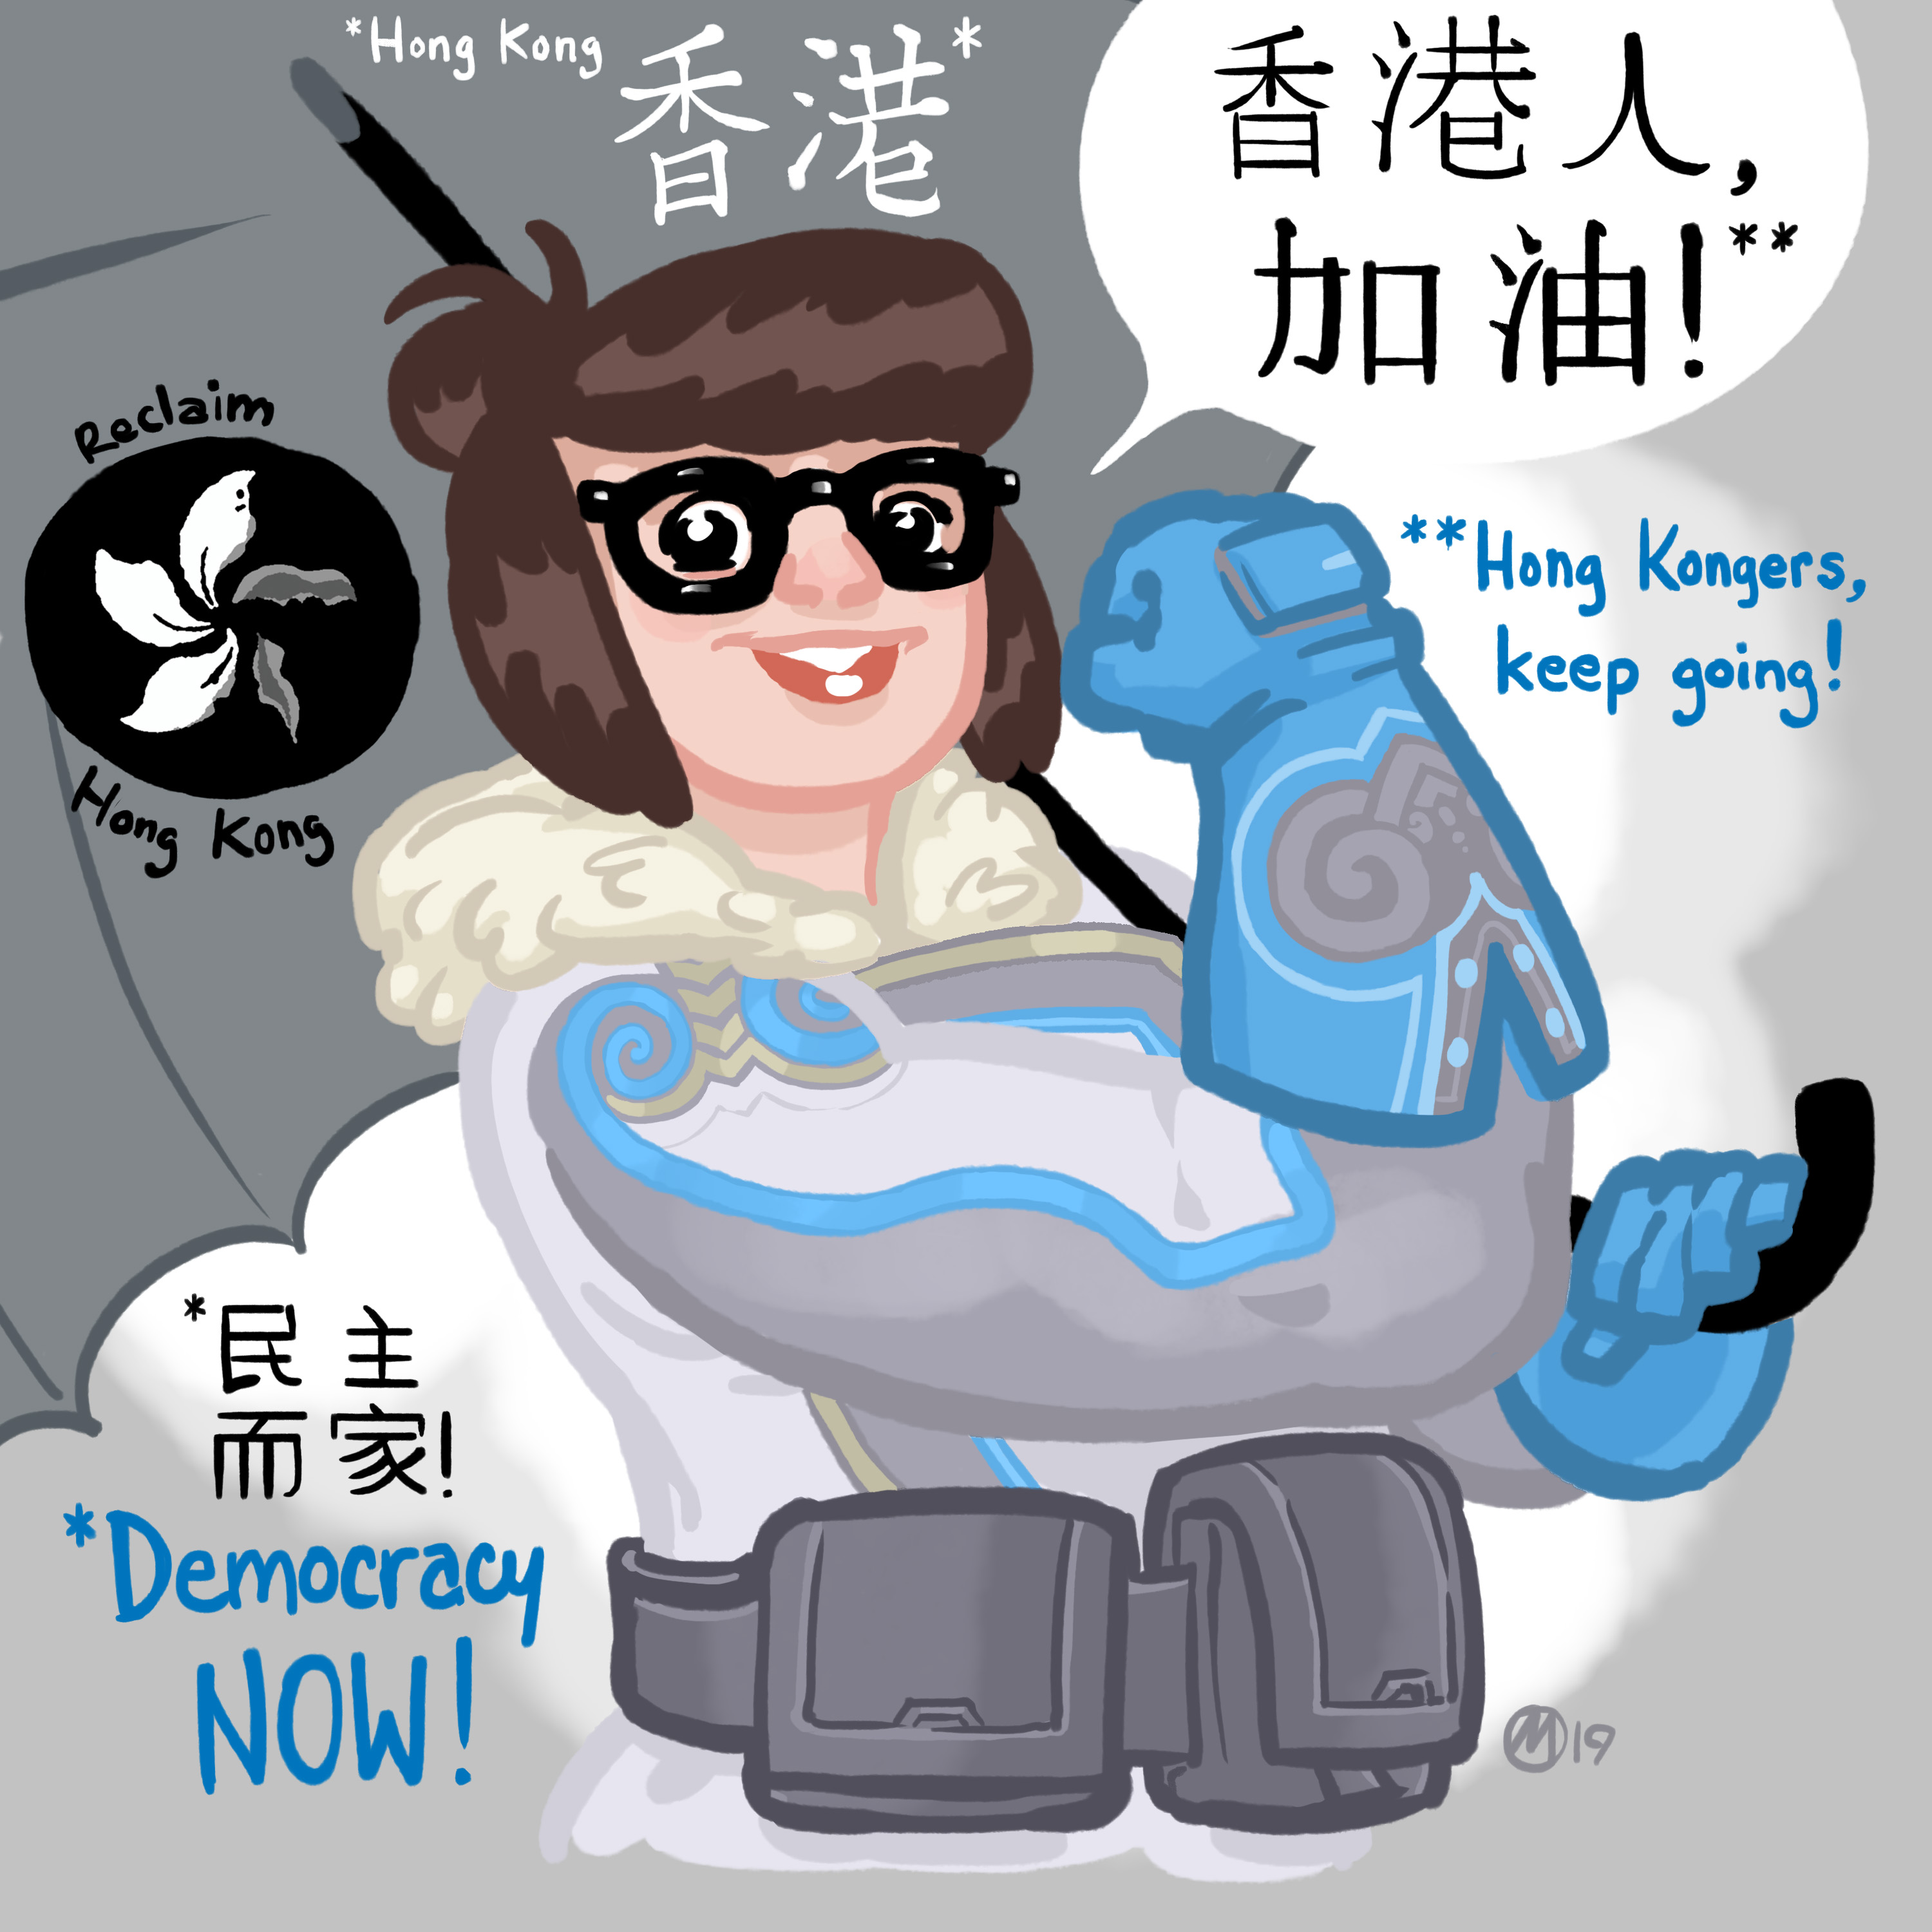 *Hong Kong
香港*
香港人,
加油!**
Reclaim
Hong Kong
**Hong Kongers,
keep going!
*民主
而家!
*Democracy
NOW!
M19